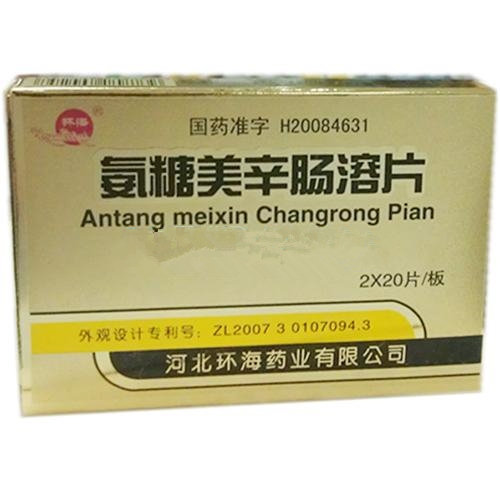 环海
®
国药准字 H20084631
氨糖美辛肠溶片
Antang meixin Changrong Pian
2X20片/板
外观设计专利号: ZL2007 3 0107094.3
河北环海药业有限公司